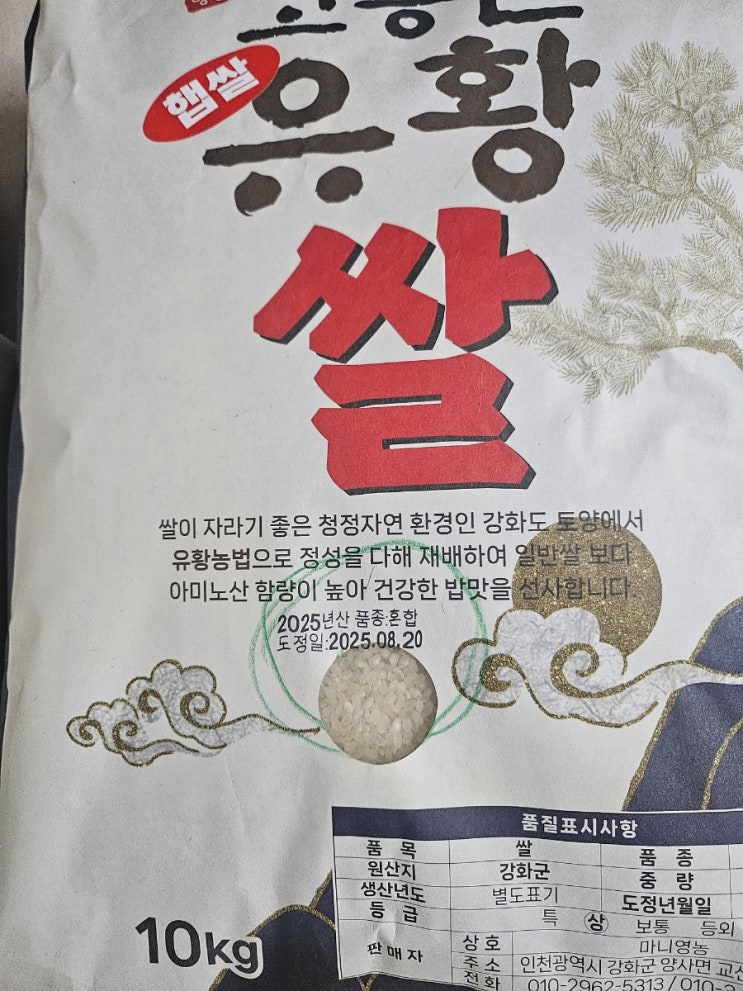 햅쌀
유황
쌀
쌀이 자라기 좋은 청정자연 환경인 강화도 토양에서
유황농법으로 정성을 다해 재배하여 일반쌀 보다
아미노산 함량이 높아 건강한 밥맛을 선사합니다.
2025년산 품종:혼합
도정일:2025.08.20
품질표시사항
품 목 쌀 품 종
원산지 강화군 중 량
생산년도 별도표기 도정년월일
등 급 특 상 보통 등외
판 매 자 상 호 마니영농
주 소 인천광역시 강화군 양사면
전 화 010-2962-5313 / 010-
10kg